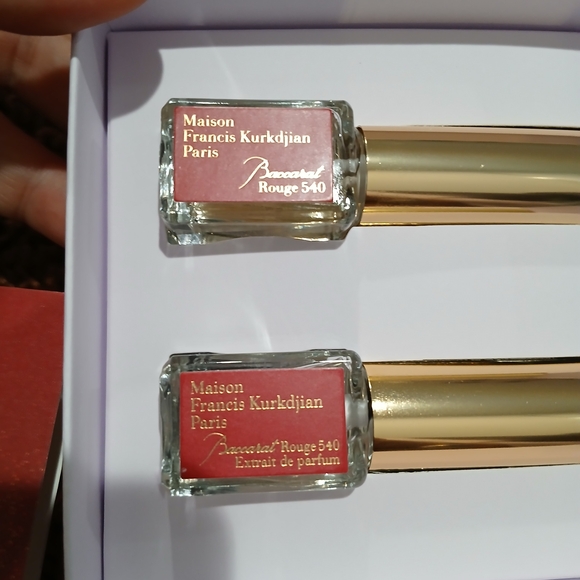 Maison
Francis Kurkdjian
Paris
Baccarat
Rouge 540
Maison
Francis Kurkdjian
Paris
Baccarat Rouge 540
Extrait de parfum